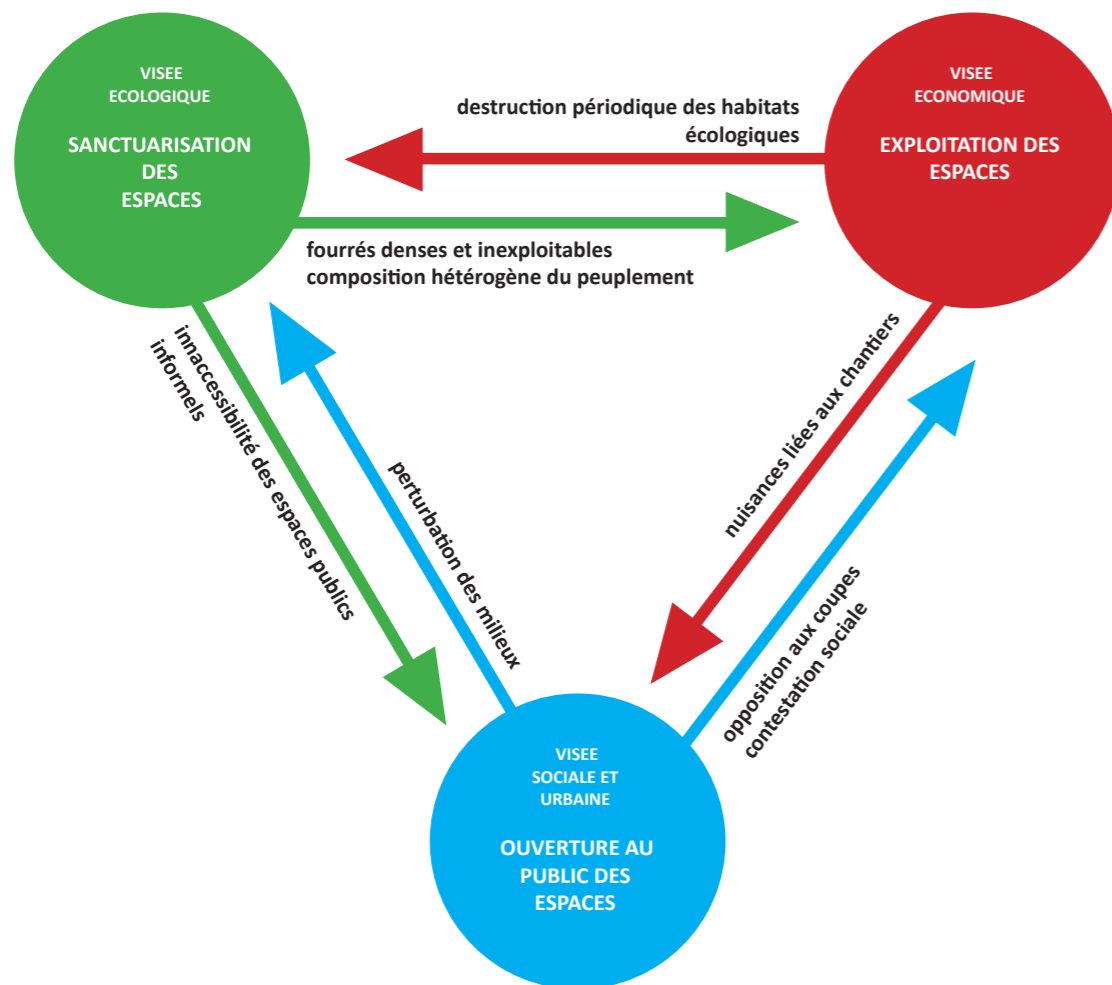 VISEE
ECOLOGIQUE
SANCTUARISATION
DES
ESPACES
destruction périodique des habitats
écologiques
VISEE
ECONOMIQUE
EXPLOITATION DES
ESPACES
fourrés denses et inexploitables
composition hétérogène du peuplement
innaccessibilité des espaces publics
informels
perturbation des milieux
nuisances liées aux chantiers
opposition aux coupes
contestation sociale
VISEE
SOCIALE ET
URBAINE
OUVERTURE AU
PUBLIC DES
ESPACES